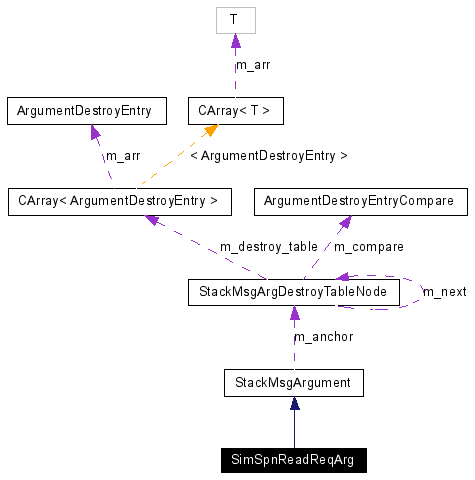 T
m_arr
ArgumentDestroyEntry
CArray< T >
m_arr
< ArgumentDestroyEntry >
CArray< ArgumentDestroyEntry >
ArgumentDestroyEntryCompare
m_destroy_table
m_compare
StackMsgArgDestroyTableNode
m_next
m_anchor
StackMsgArgument
SimSpnReadReqArg